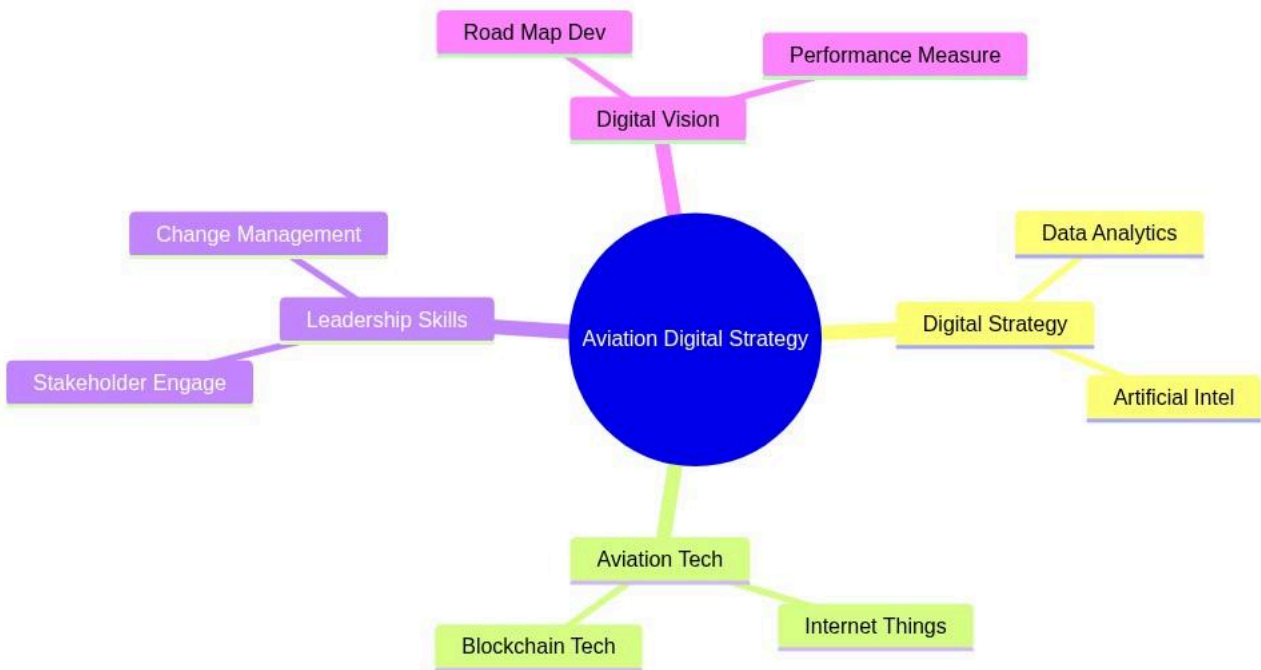 Road Map Dev
Performance Measure
Digital Vision
Change Management
Data Analytics
Leadership Skills
Digital Strategy
Aviation Digital Strategy
Stakeholder Engage
Artificial Intel
Aviation Tech
Internet Things
Blockchain Tech